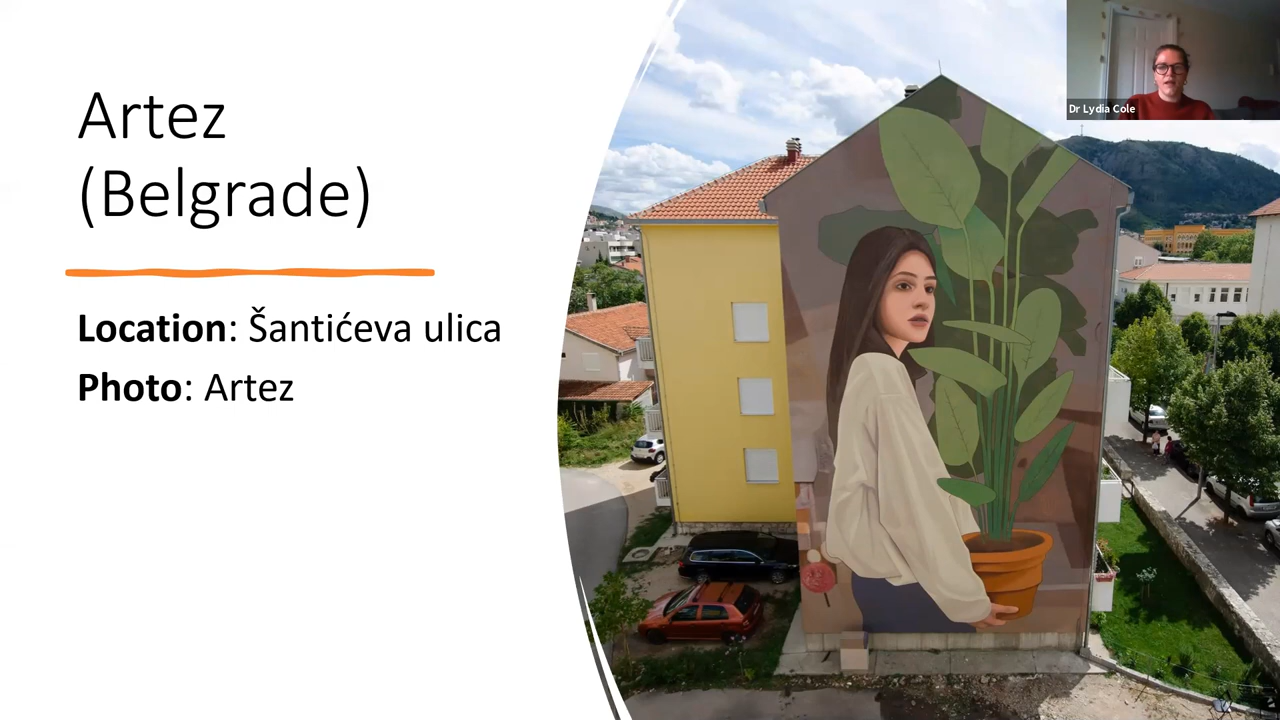 Artez
(Belgrade)
Location: Šantićeva ulica
Photo: Artez
Dr Lydia Cole